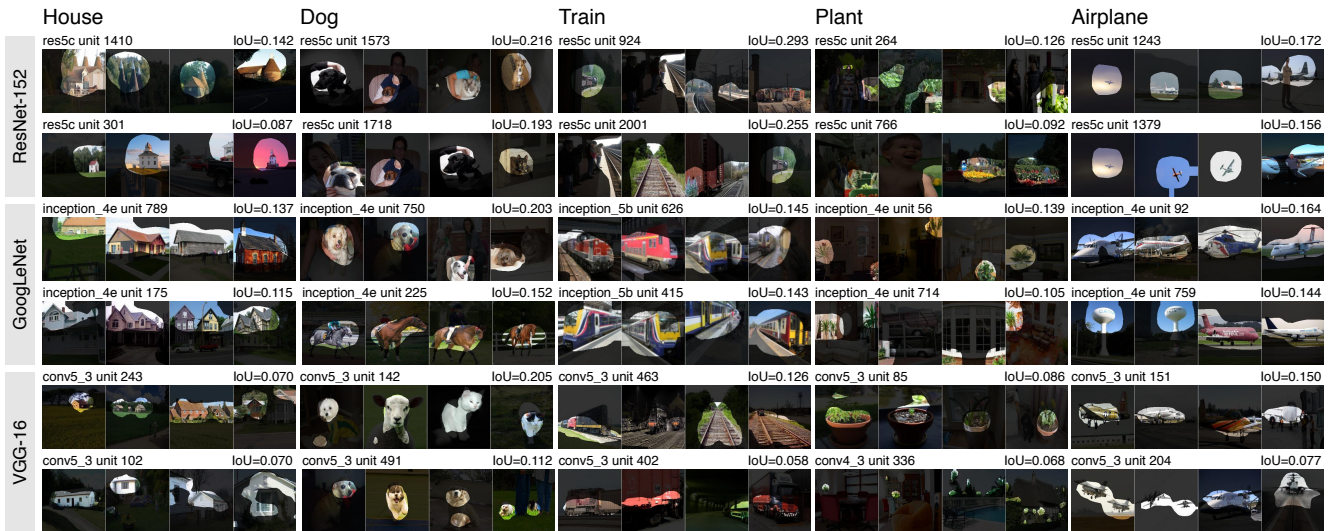 House Dog Train Plant Airplane
ResNet-152
res5c unit 1410 IoU=0.142 res5c unit 1573 IoU=0.216 res5c unit 924 IoU=0.293 res5c unit 264 IoU=0.126 res5c unit 1243 IoU=0.172
res5c unit 301 IoU=0.087 res5c unit 1718 IoU=0.193 res5c unit 2001 IoU=0.255 res5c unit 766 IoU=0.092 res5c unit 1379 IoU=0.156
GoogLeNet
inception_4e unit 789 IoU=0.137 inception_4e unit 750 IoU=0.203 inception_5b unit 626 IoU=0.145 inception_4e unit 56 IoU=0.139 inception_4e unit 92 IoU=0.164
inception_4e unit 175 IoU=0.115 inception_4e unit 225 IoU=0.152 inception_5b unit 415 IoU=0.143 inception_4e unit 714 IoU=0.105 inception_4e unit 759 IoU=0.144
VGG-16
conv5_3 unit 243 IoU=0.070 conv5_3 unit 142 IoU=0.205 conv5_3 unit 463 IoU=0.126 conv5_3 unit 85 IoU=0.086 conv5_3 unit 151 IoU=0.150
conv5_3 unit 102 IoU=0.070 conv5_3 unit 491 IoU=0.112 conv5_3 unit 402 IoU=0.058 conv4_3 unit 336 IoU=0.068 conv5_3 unit 204 IoU=0.077